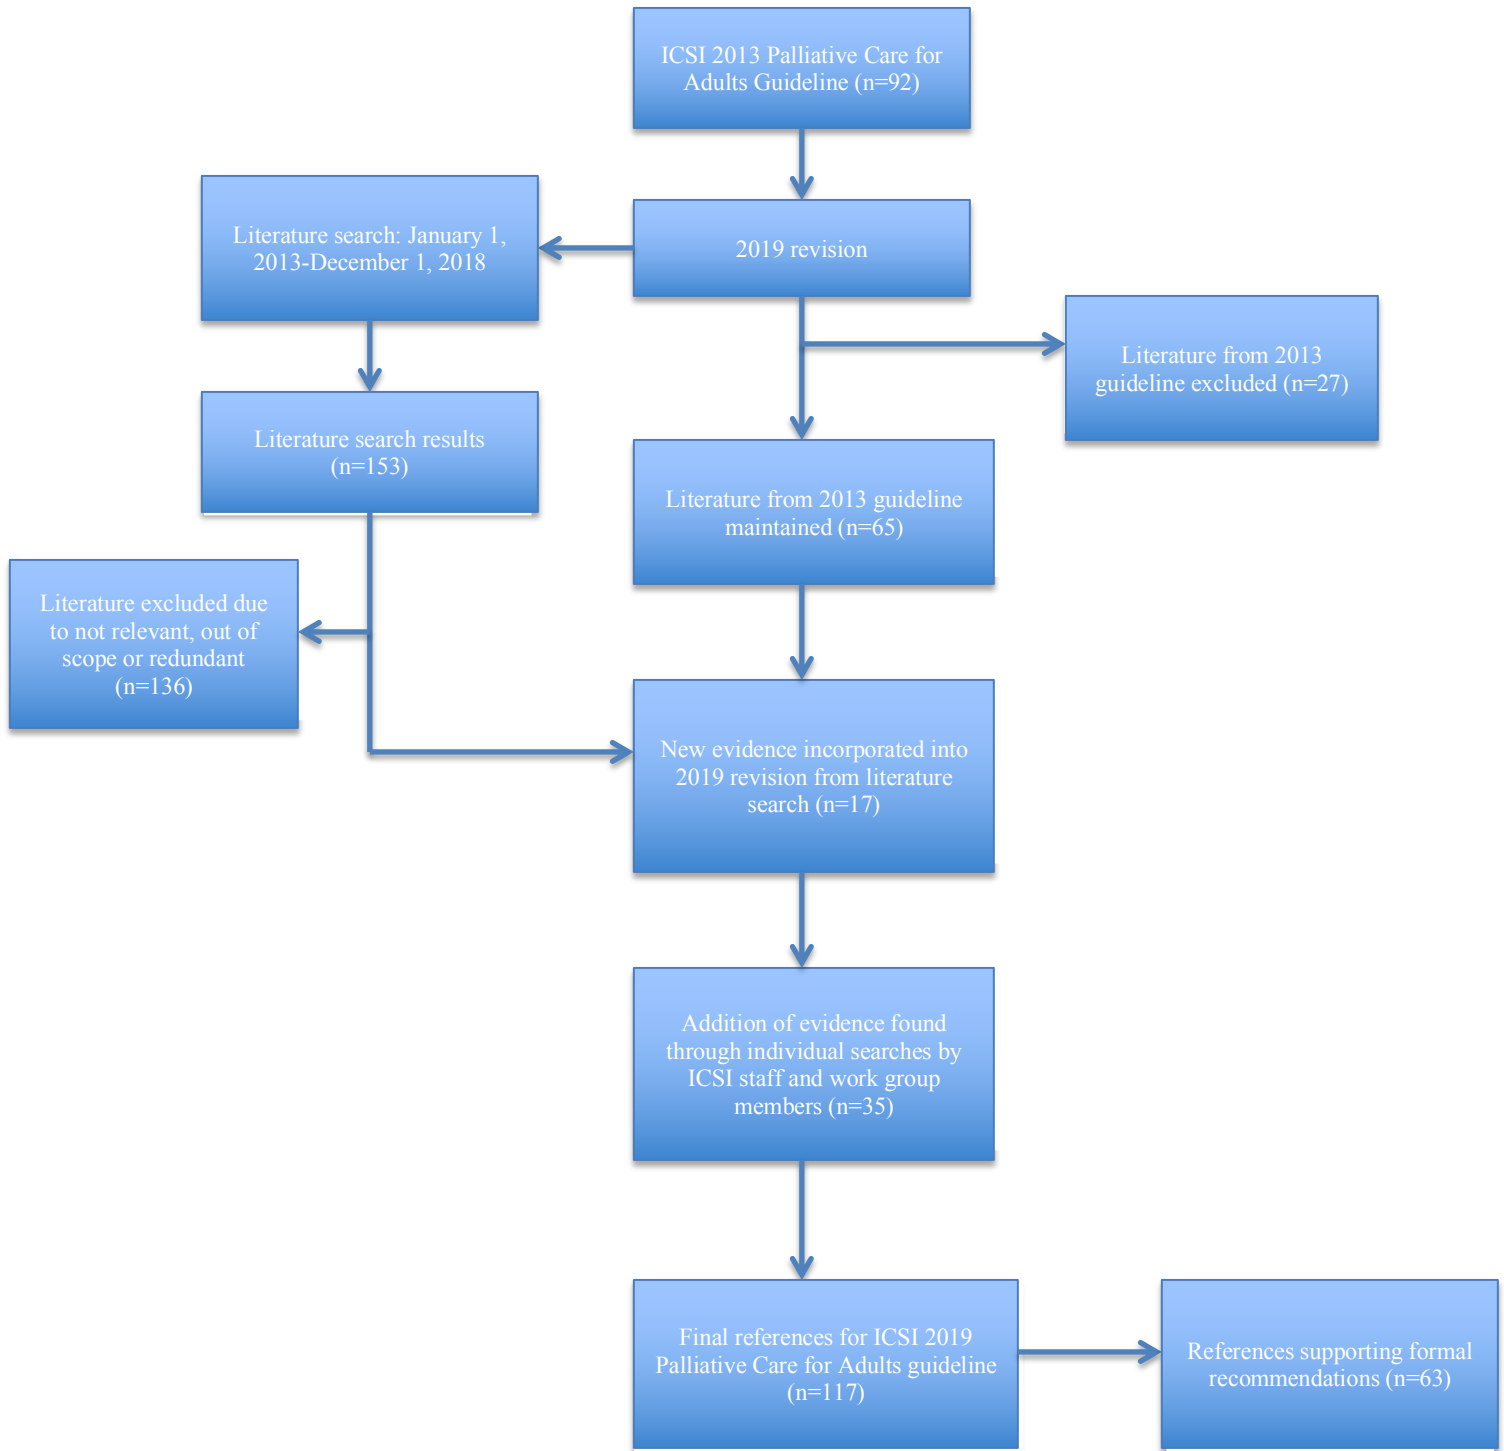 ICSI 2013 Palliative Care for
Adults Guideline (n=92)
Literature search: January 1,
2013-December 1, 2018
2019 revision
Literature from 2013
guideline excluded (n=27)
Literature search results
(n=153)
Literature from 2013 guideline
maintained (n=65)
Literature excluded due
to not relevant, out of
scope or redundant
(n=136)
New evidence incorporated into
2019 revision from literature
search (n=17)
Addition of evidence found
through individual searches by
ICSI staff and work group
members (n=35)
Final references for ICSI 2019
Palliative Care for Adults guideline
(n=117)
References supporting formal
recommendations (n=63)